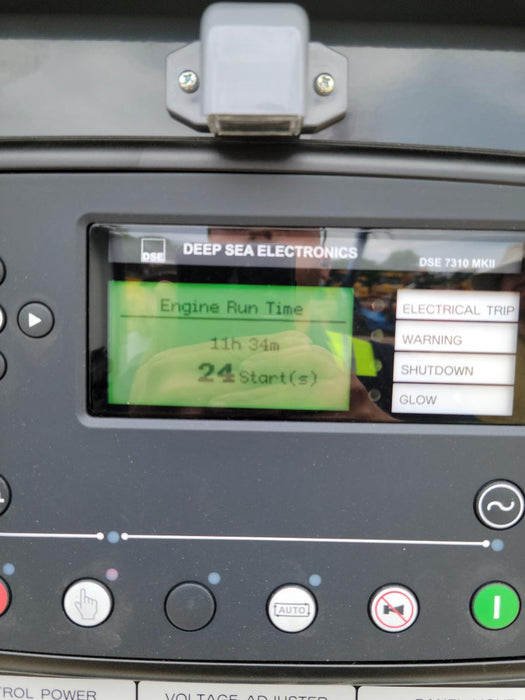 DSE
DEEP SEA ELECTRONICS
DSE 7310 MKII
Engine Run Time
11h 34m
24 Start(s)
ELECTRICAL TRIP
WARNING
SHUTDOWN
GLOW
AUTO
I
TROL POWER
VOLTAGE ADJUSTER